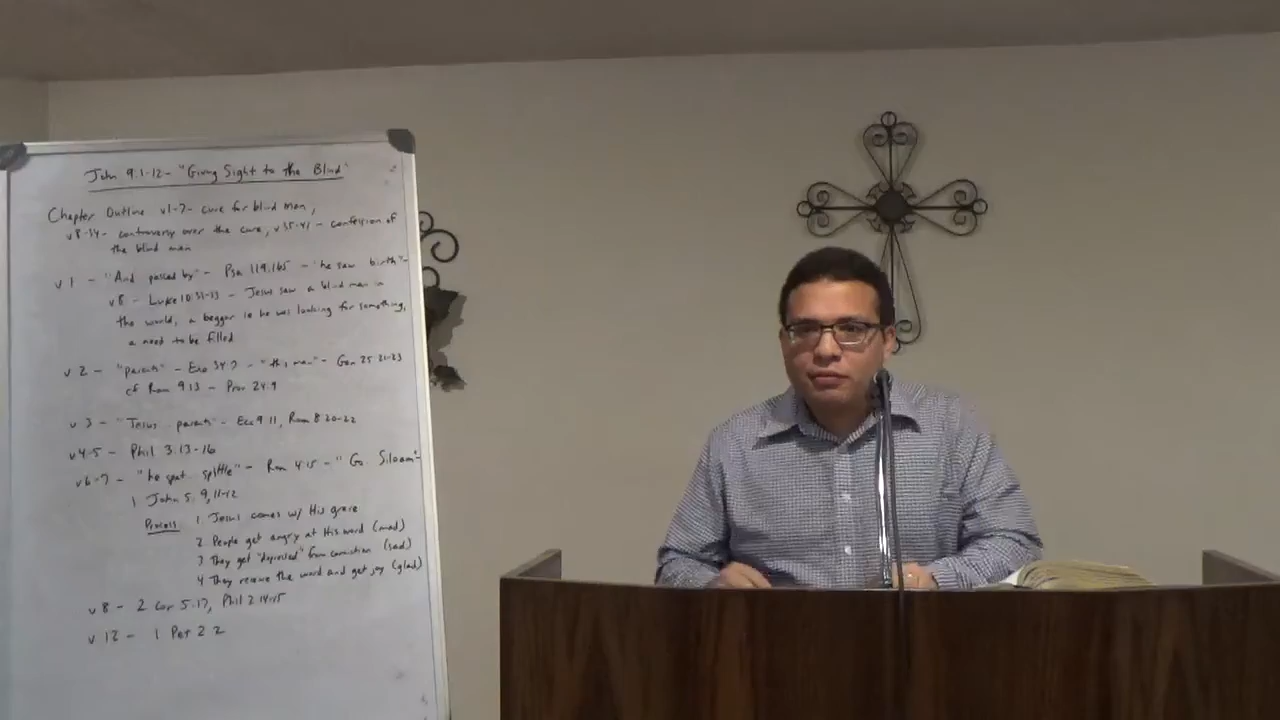 John 9:1-12- "Giving Sight to the Blind"
Chapter Outline v1-7- cure for blind man,
v8-34- controversy over the cure, v35-41 - confession of
the blind man
v 1 - "And passed by" - Psa 119:165 - "he saw birth" -
v8 - Luke 10:31-33 - Jesus saw a blind man in
the world, a beggar ie he was looking for something,
a need to be filled
v 2 - "parents" - Exo 34:7 - "this man" - Gen 25:21-23
cf Rom 9:13 - Prov 24:9
v 3 - "Jesus parents" - Ecc 9:11, Rom 8:20-22
v4-5 - Phil 3:13-16
v6-7 - "he spat spittle" - Rom 4:15 - "Go Siloam" -
1 John 5:9, 11-12
Process 1. Jesus comes w/ His grace
2. People get angry at His word (mad)
3 They get "depressed" from conviction (sad)
4 They receive the word and get joy (glad)
v8 - 2 Cor 5:17, Phil 2:14-15
v 12 - 1 Pet 2:2